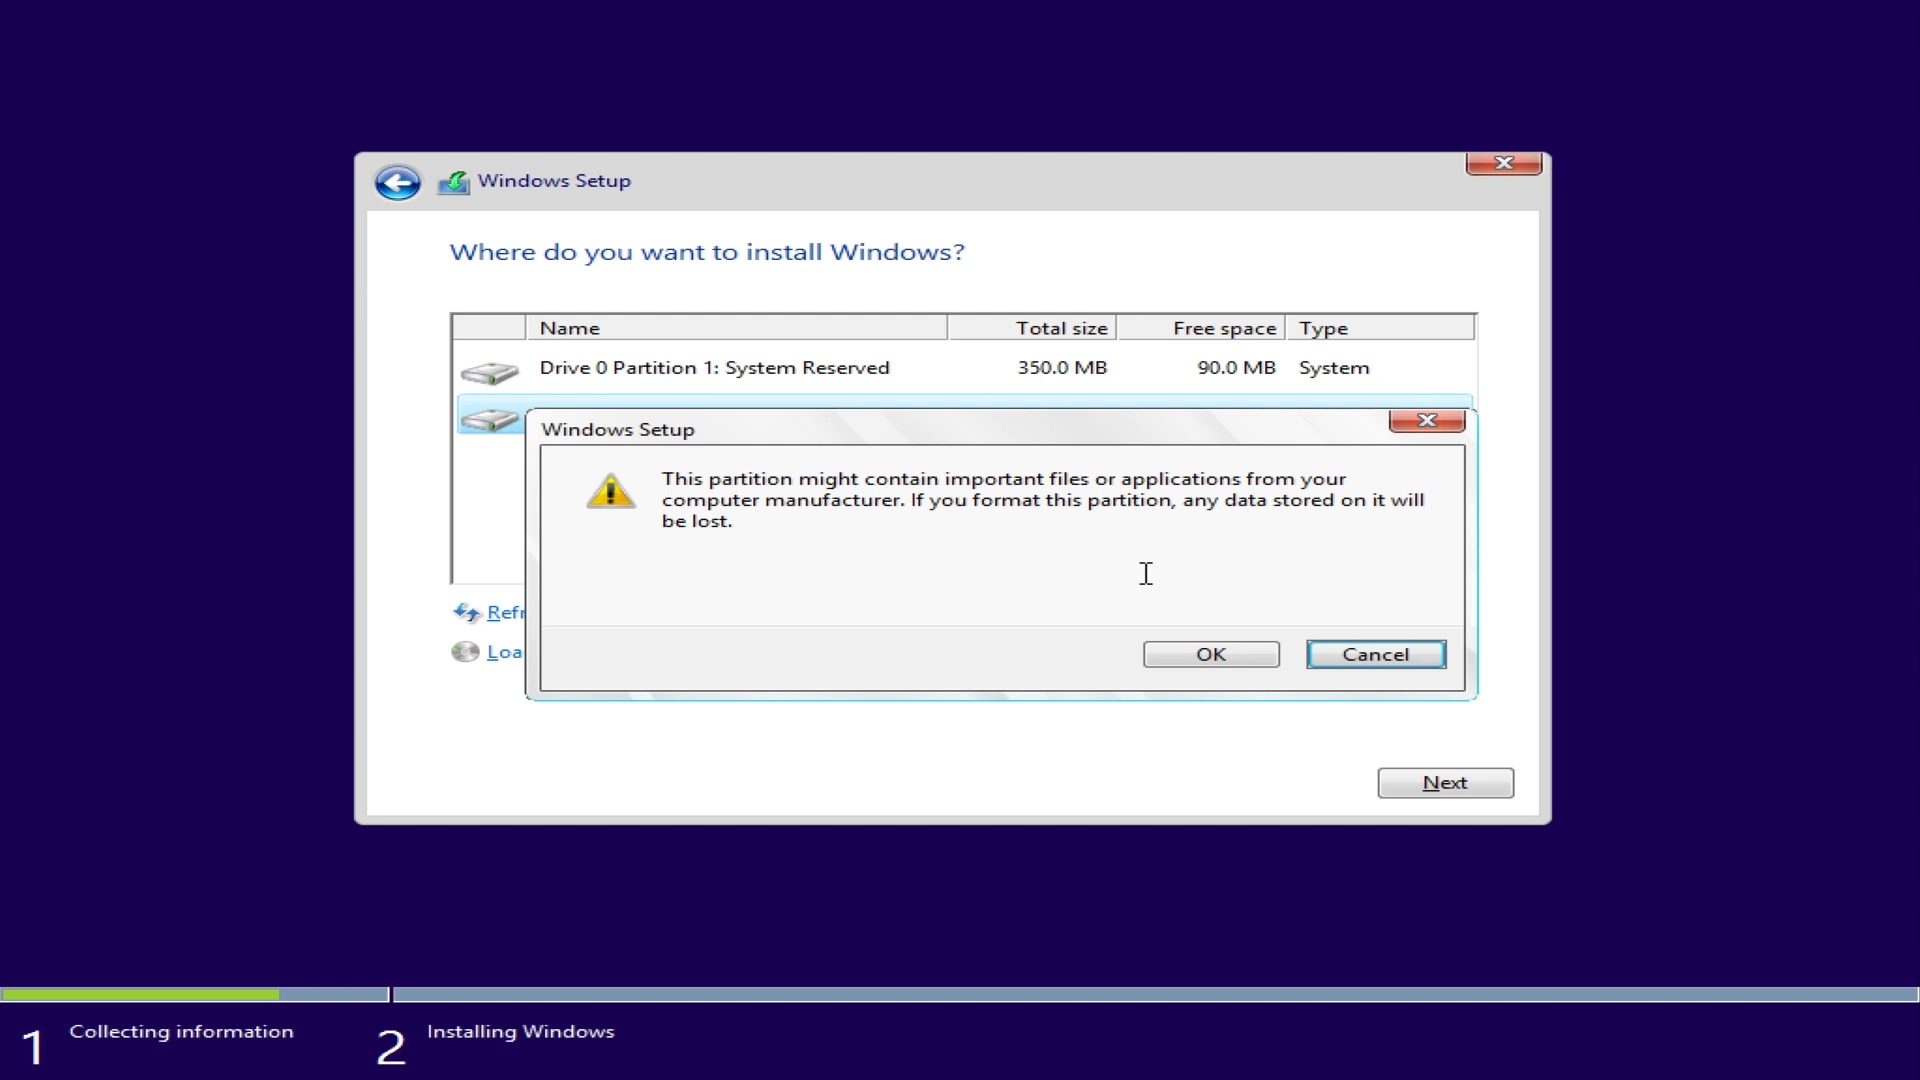 Windows Setup
Where do you want to install Windows?
Name Total size Free space Type
Drive 0 Partition 1: System Reserved 350.0 MB 90.0 MB System
Windows Setup
This partition might contain important files or applications from your
computer manufacturer. If you format this partition, any data stored on it will
be lost.
OK Cancel
Refr
Loa
Next
1 Collecting information 2 Installing Windows